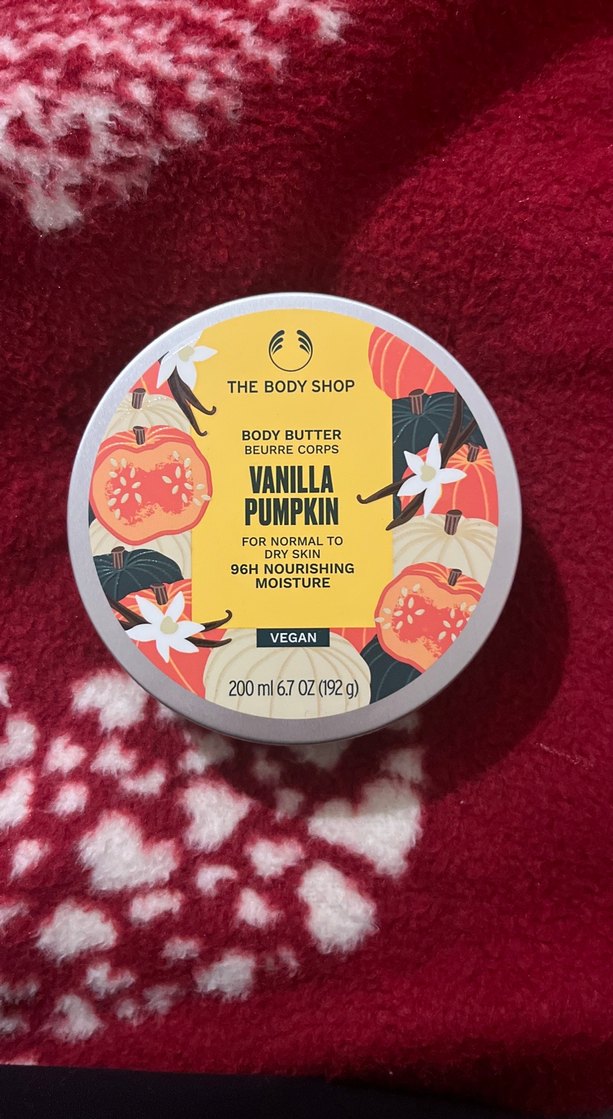 THE BODY SHOP
BODY BUTTER
BEURRE CORPS
VANILLA
PUMPKIN
FOR NORMAL TO
DRY SKIN
96H NOURISHING
MOISTURE
VEGAN
200 ml 6.7 OZ (192 g)